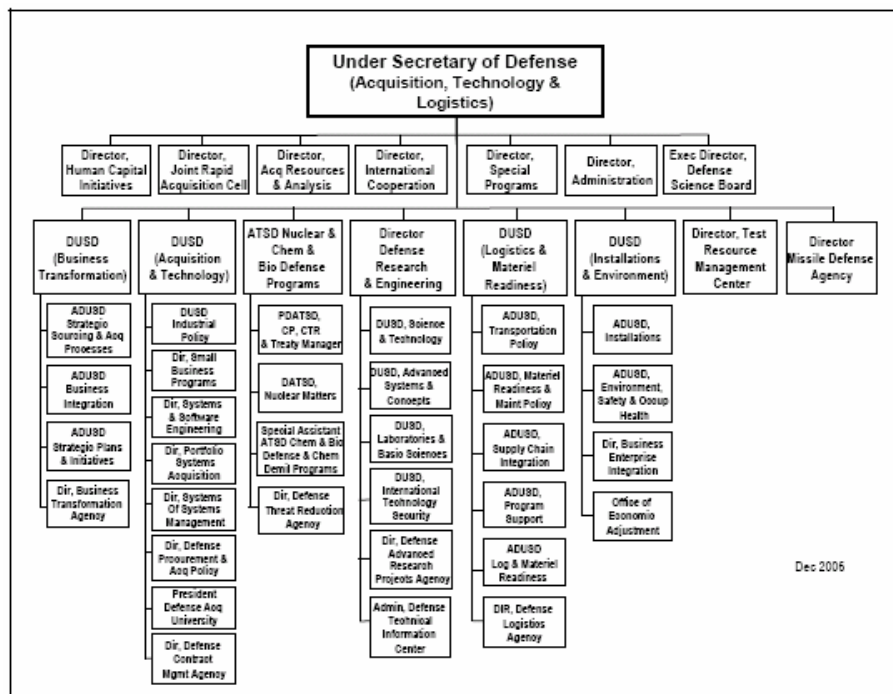 Under Secretary of Defense
(Acquisition, Technology &
Logistics)
Director,
Human Capital
Initiatives
Director,
Joint Rapid
Acquisition Cell
Director,
Acq Resources
& Analysis
Director,
International
Cooperation
Director,
Special
Programs
Director,
Administration
Exec Director,
Defense
Science Board
DUSD
(Business
Transformation)
ADUSD
Strategic
Sourcing & Acq
Processes
ADUSD
Business
Integration
ADUSD
Strategic Plans
& Initiatives
Dir, Business
Transformation
Agency
DUSD
(Acquisition
& Technology)
DUSD
Industrial
Policy
Dir, Small
Business
Programs
Dir, Systems
& Software
Engineering
Dir, Portfolio
Systems
Acquisition
Dir, Systems
Of Systems
Management
Dir, Defense
Procurement &
Acq Policy
President
Defense Acq
University
Dir, Defense
Contract
Mgmt Agency
ATSD Nuclear &
Chem &
Bio Defense
Programs
PDATSD,
CP, CTR
& Treaty Manager
DATSD,
Nuclear Matters
Special Assistant
ATSD Chem & Bio
Defense & Chem
Demil Programs
Dir, Defense
Threat Reduction
Agency
Director
Defense
Research
& Engineering
DUSD, Science
& Technology
DUSD, Advanced
Systems &
Concepts
DUSD,
Laboratories &
Basic Sciences
DUSD,
International
Technology
Security
Dir, Defense
Advanced
Research
Projects Agency
Admin, Defense
Technical
Information
Center
DUSD
(Logistics &
Materiel
Readiness)
ADUSD,
Transportation
Policy
ADUSD, Materiel
Readiness &
Maint Policy
ADUSD,
Supply Chain
Integration
ADUSD,
Program
Support
ADUSD
Log & Materiel
Readiness
DIR, Defense
Logistics
Agency
DUSD
(Installations
& Environment)
ADUSD,
Installations
ADUSD,
Environment,
Safety & Occup
Health
Dir, Business
Enterprise
Integration
Office of
Economic
Adjustment
Director, Test
Resource
Management
Center
Director
Missile Defense
Agency
Dec 2006